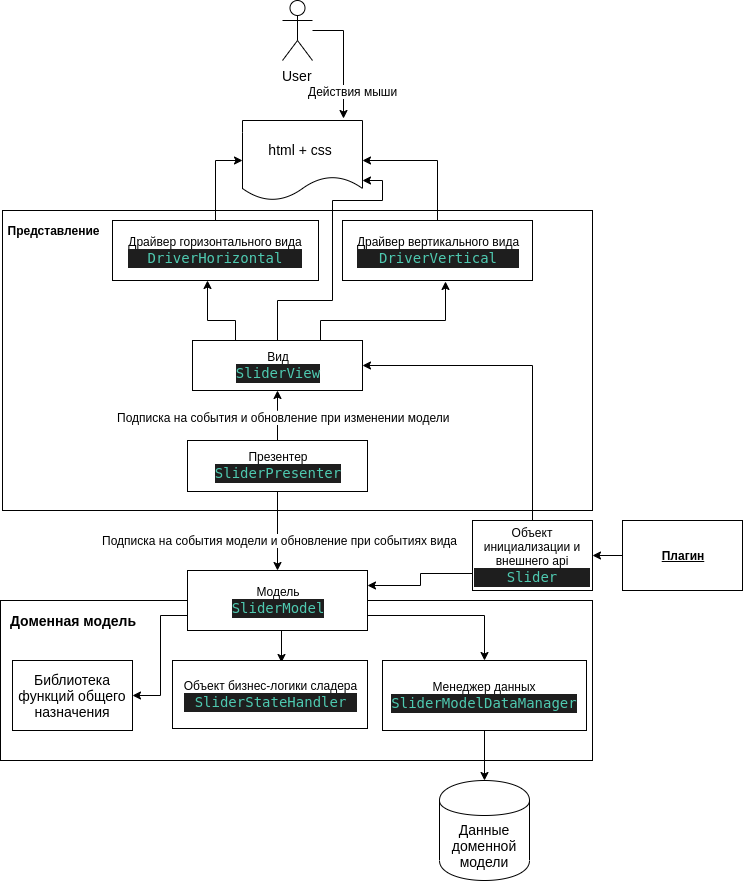 User
Действия мыши
html + css
Представление
Драйвер горизонтального вида
DriverHorizontal
Драйвер вертикального вида
DriverVertical
Вид
SliderView
Подписка на события и обновление при изменении модели
Презентер
SliderPresenter
Подписка на события модели и обновление при событиях вида
Объект
инициализации и
внешнего api
Slider
Плагин
Модель
SliderModel
Доменная модель
Библиотека
функций общего
назначения
Объект бизнес-логики сладера
SliderStateHandler
Менеджер данных
SliderModelDataManager
Данные
доменной
модели